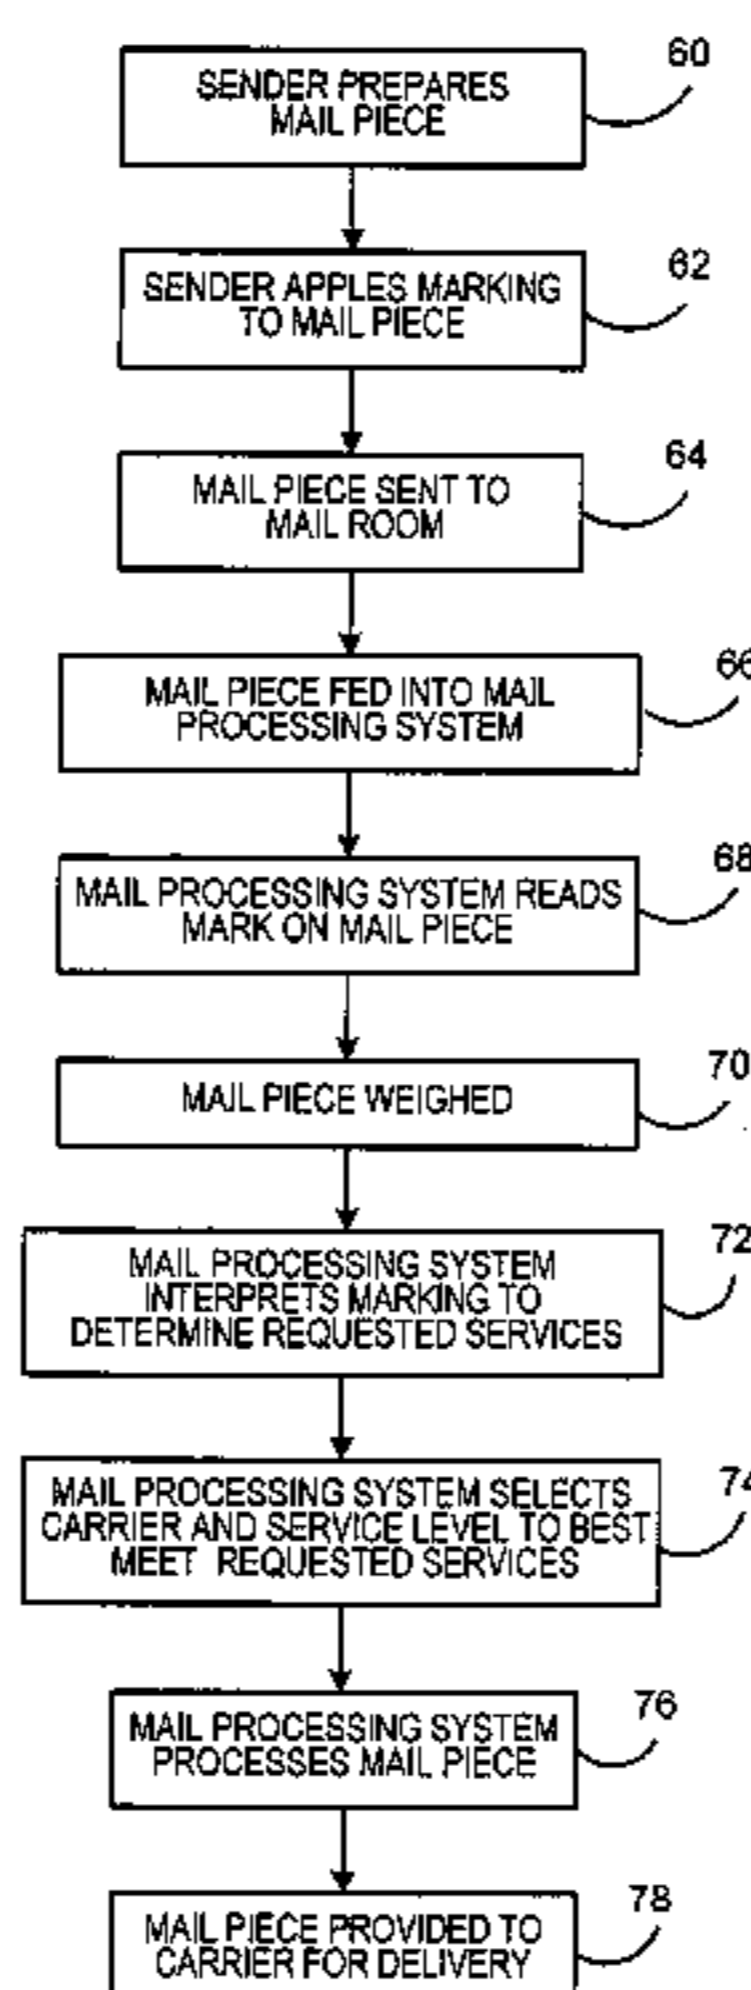 60
SENDER PREPARES
MAIL PIECE
62
SENDER APPLES MARKING
TO MAIL PIECE
64
MAIL PIECE SENT TO
MAIL ROOM
66
MAIL PIECE FED INTO MAIL
PROCESSING SYSTEM
68
MAIL PROCESSING SYSTEM READS
MARK ON MAIL PIECE
70
MAIL PIECE WEIGHED
72
MAIL PROCESSING SYSTEM
INTERPRETS MARKING TO
DETERMINE REQUESTED SERVICES
74
MAIL PROCESSING SYSTEM SELECTS
CARRIER AND SERVICE LEVEL TO BEST
MEET REQUESTED SERVICES
76
MAIL PROCESSING SYSTEM
PROCESSES MAIL PIECE
78
MAIL PIECE PROVIDED TO
CARRIER FOR DELIVERY